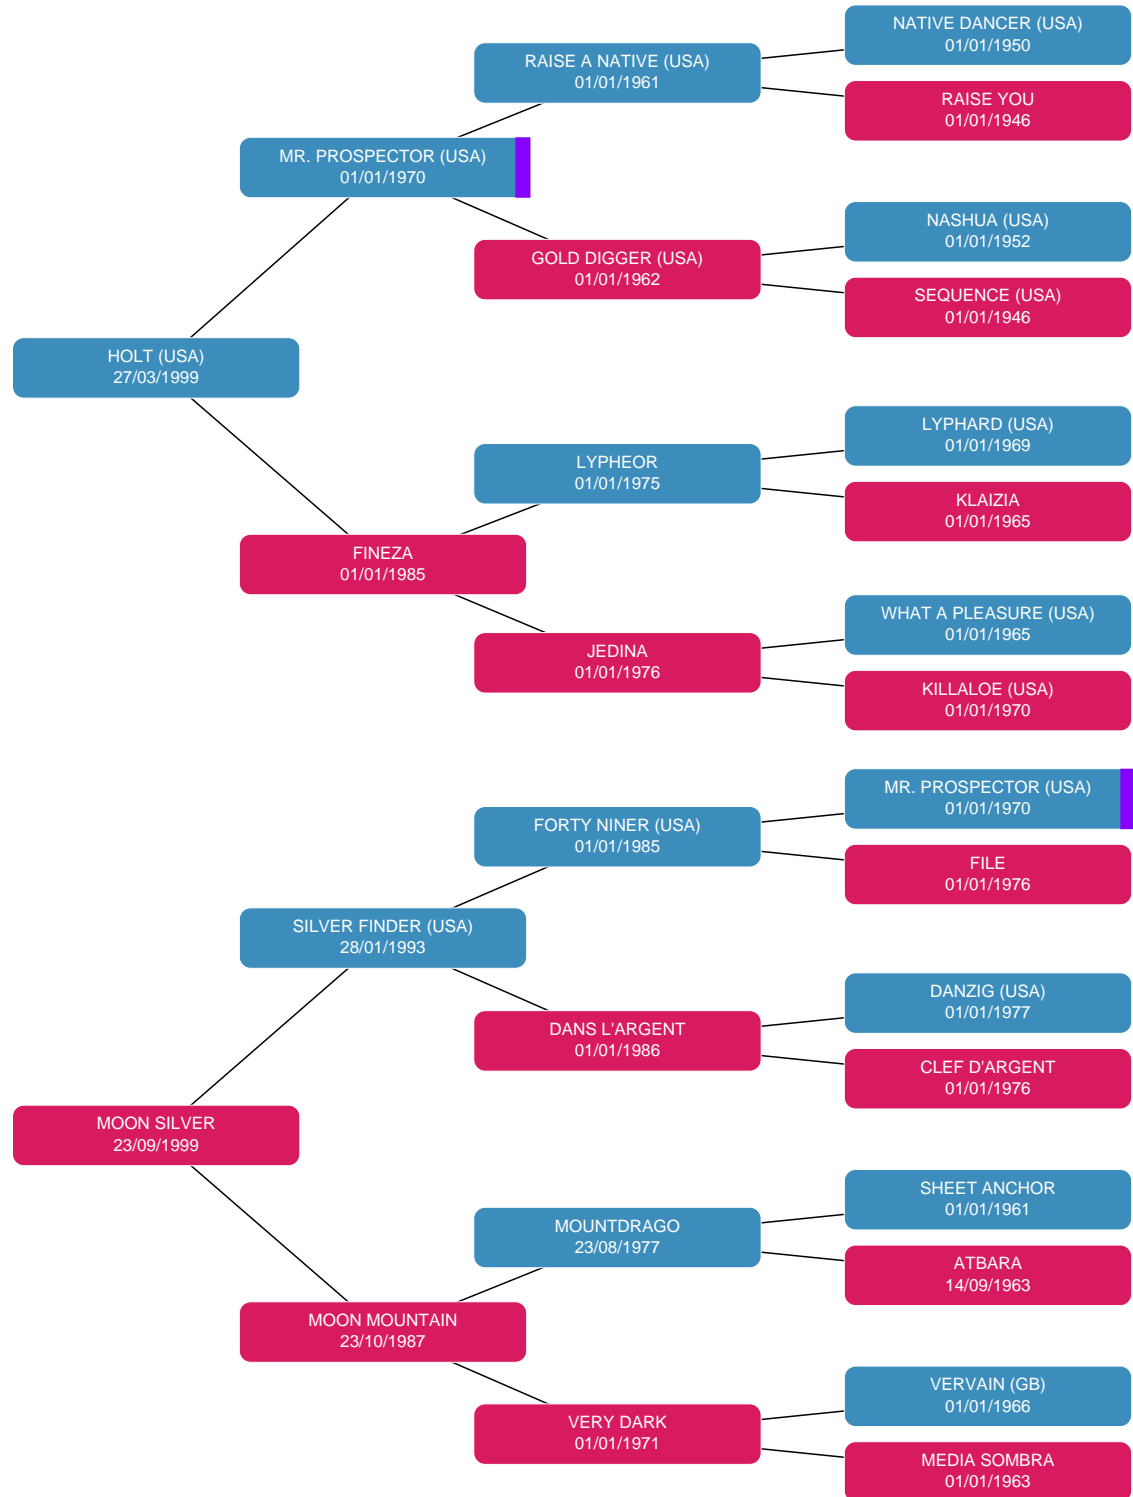 NATIVE DANCER (USA)
01/01/1950
RAISE A NATIVE (USA)
01/01/1961
RAISE YOU
01/01/1946
MR. PROSPECTOR (USA)
01/01/1970
NASHUA (USA)
01/01/1952
GOLD DIGGER (USA)
01/01/1962
SEQUENCE (USA)
01/01/1946
HOLT (USA)
27/03/1999
LYPHARD (USA)
01/01/1969
LYPHEOR
01/01/1975
KLAIZIA
01/01/1965
FINEZA
01/01/1985
WHAT A PLEASURE (USA)
01/01/1965
JEDINA
01/01/1976
KILLALOE (USA)
01/01/1970
MR. PROSPECTOR (USA)
01/01/1970
FORTY NINER (USA)
01/01/1985
FILE
01/01/1976
SILVER FINDER (USA)
28/01/1993
DANZIG (USA)
01/01/1977
DANS L'ARGENT
01/01/1986
CLEF D'ARGENT
01/01/1976
MOON SILVER
23/09/1999
SHEET ANCHOR
01/01/1961
MOUNTDRAGO
23/08/1977
ATBARA
14/09/1963
MOON MOUNTAIN
23/10/1987
VERVAIN (GB)
01/01/1966
VERY DARK
01/01/1971
MEDIA SOMBRA
01/01/1963